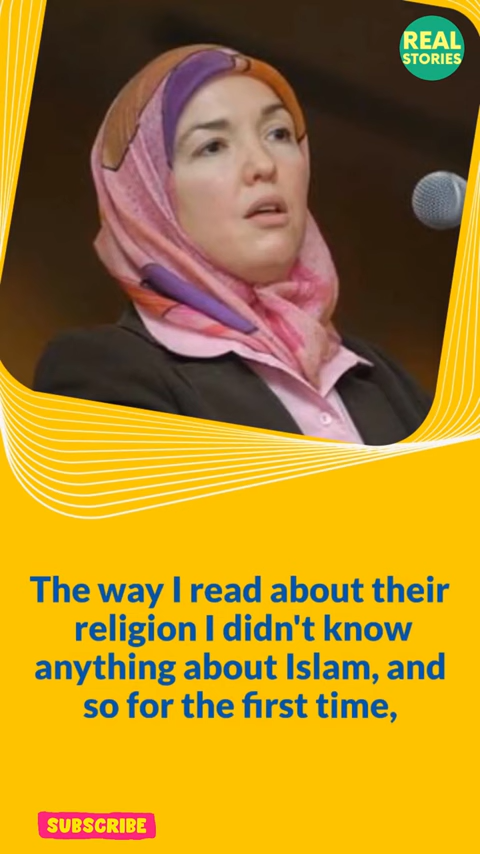 REAL
STORIES
The way I read about their
religion I didn't know
anything about Islam, and
so for the first time,
SUBSCRIBE